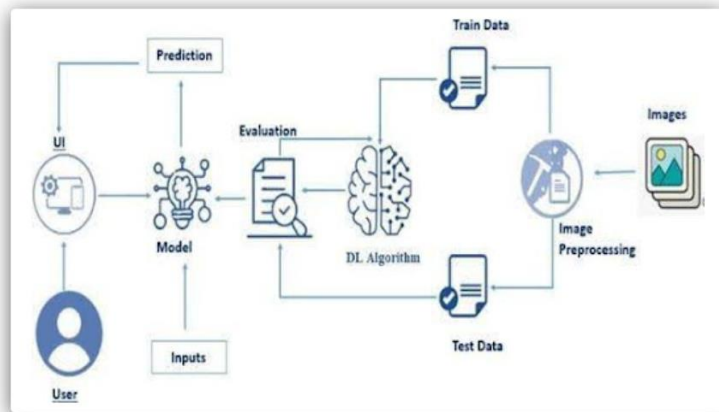 Train Data
Prediction
Images
UI
Evaluation
Model
DL Algorithm
Image
Preprocessing
Inputs
Test Data
User